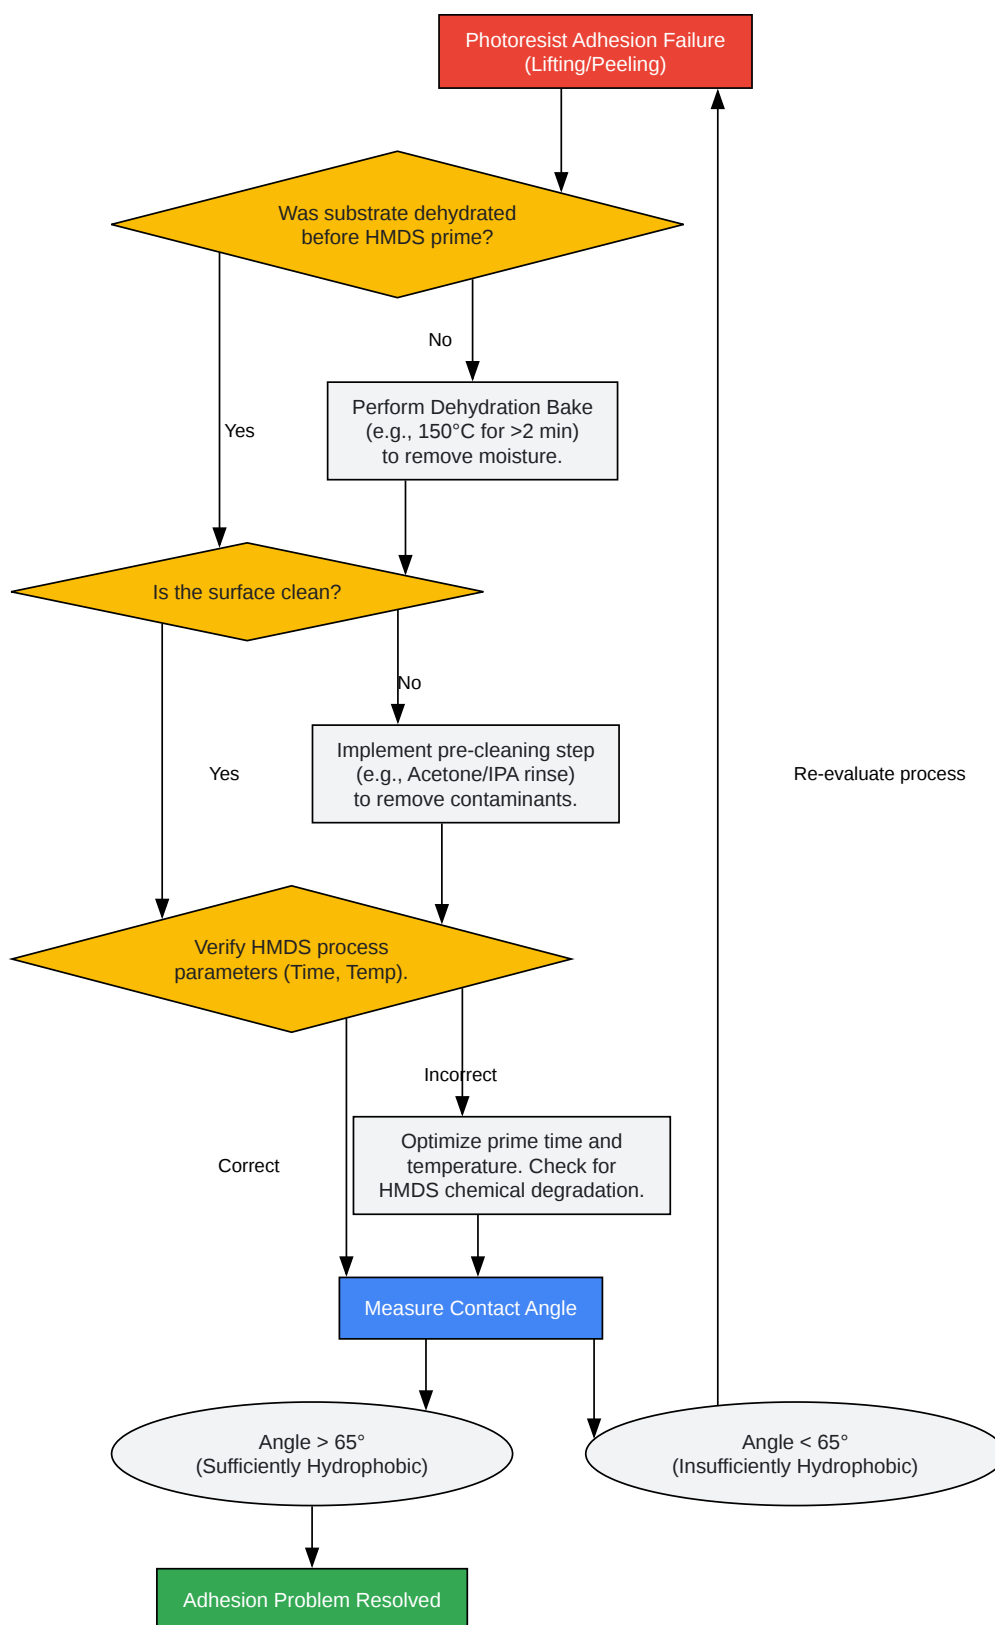 Photoresist Adhesion Failure
(Lifting/Peeling)
Was substrate dehydrated
before HMDS prime?
No
Perform Dehydration Bake
(e.g., 150°C for >2 min)
to remove moisture.
Yes
Is the surface clean?
No
Implement pre-cleaning step
(e.g., Acetone/IPA rinse)
to remove contaminants.
Yes
Re-evaluate process
Verify HMDS process
parameters (Time, Temp).
Incorrect
Optimize prime time and
temperature. Check for
HMDS chemical degradation.
Correct
Measure Contact Angle
Angle > 65°
(Sufficiently Hydrophobic)
Angle < 65°
(Insufficiently Hydrophobic)
Adhesion Problem Resolved